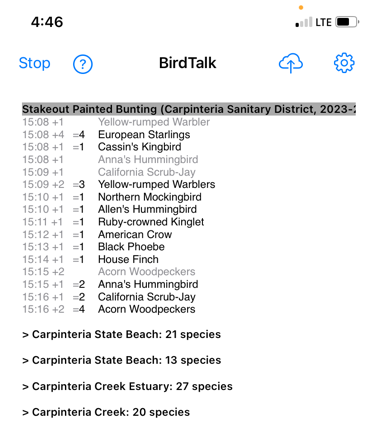 4:46 LTE
Stop ? BirdTalk
Stakeout Painted Bunting (Carpinteria Sanitary District, 2023-
15:08 +1 Yellow-rumped Warbler
15:08 +4 =4 European Starlings
15:08 +1 =1 Cassin's Kingbird
15:08 +1 Anna's Hummingbird
15:09 +1 California Scrub-Jay
15:09 +2 =3 Yellow-rumped Warblers
15:10 +1 =1 Northern Mockingbird
15:10 +1 =1 Allen's Hummingbird
15:11 +1 =1 Ruby-crowned Kinglet
15:12 +1 =1 American Crow
15:13 +1 =1 Black Phoebe
15:14 +1 =1 House Finch
15:15 +2 Acorn Woodpeckers
15:15 +1 =2 Anna's Hummingbird
15:16 +1 =2 California Scrub-Jay
15:16 +2 =4 Acorn Woodpeckers
> Carpinteria State Beach: 21 species
> Carpinteria State Beach: 13 species
> Carpinteria Creek Estuary: 27 species
> Carpinteria Creek: 20 species